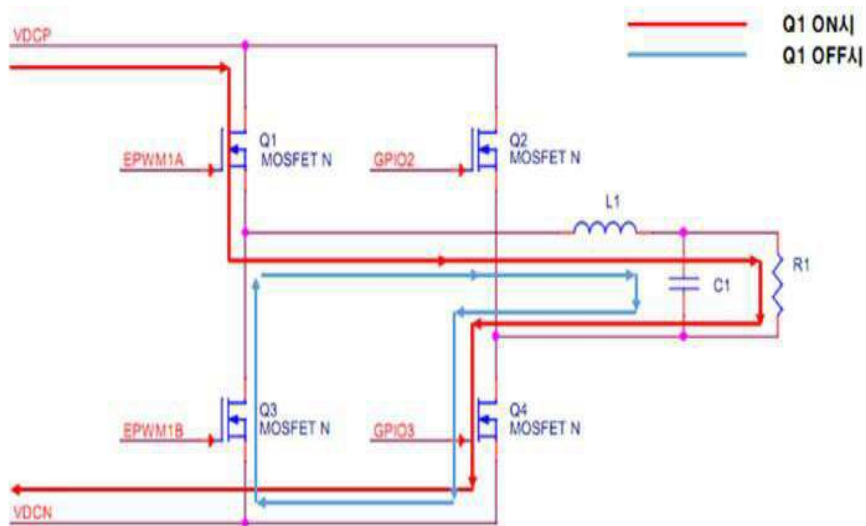 VDCP
Q1 ON시
Q1 OFF시
Q1
MOSFET N
EPWM1A
Q2
MOSFET N
GPIO2
L1
C1
R1
Q3
MOSFET N
EPWM1B
Q4
MOSFET N
GPIO3
VDCN